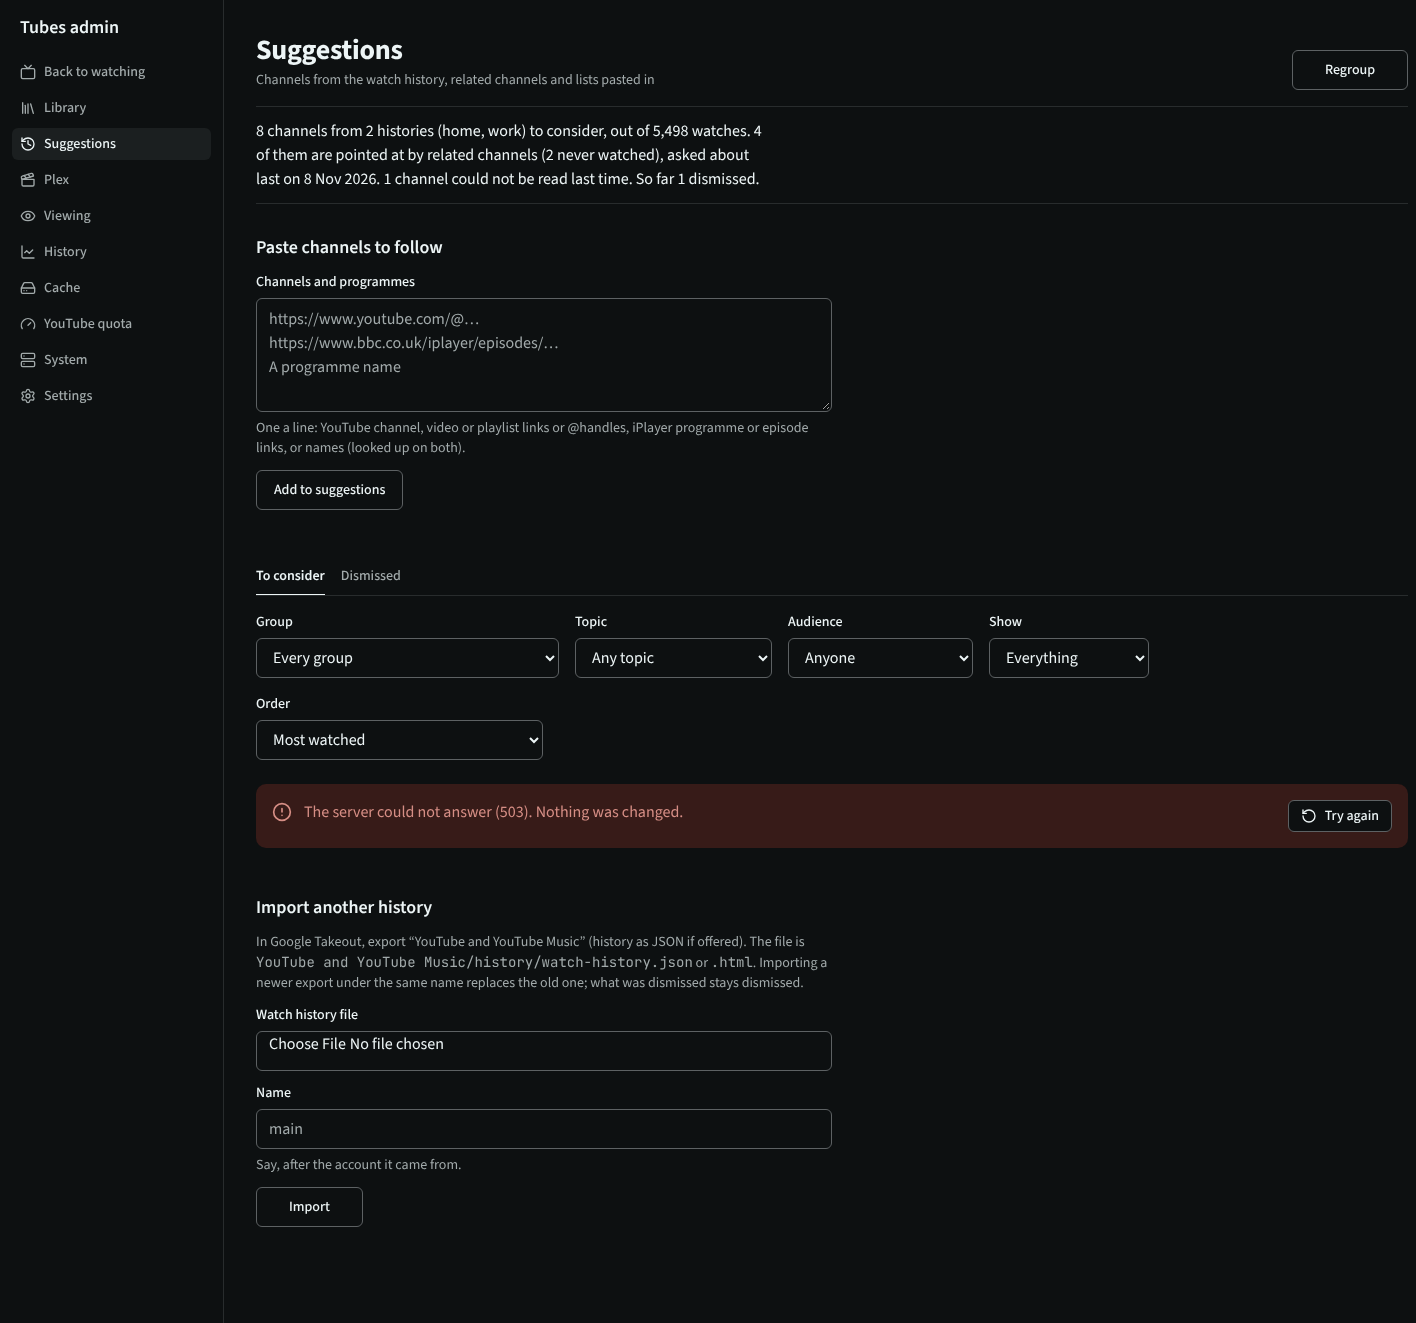 Tubes admin
Back to watching
Library
Suggestions
Plex
Viewing
History
Cache
YouTube quota
System
Settings
Suggestions
Channels from the watch history, related channels and lists pasted in
Regroup
8 channels from 2 histories (home, work) to consider, out of 5,498 watches. 4
of them are pointed at by related channels (2 never watched), asked about
last on 8 Nov 2026. 1 channel could not be read last time. So far 1 dismissed.
Paste channels to follow
Channels and programmes
https://www.youtube.com/@…
https://www.bbc.co.uk/iplayer/episodes/…
A programme name
One a line: YouTube channel, video or playlist links or @handles, iPlayer programme or episode
links, or names (looked up on both).
Add to suggestions
To consider
Dismissed
Group
Topic
Audience
Show
Every group
Any topic
Anyone
Everything
Order
Most watched
The server could not answer (503). Nothing was changed.
Try again
Import another history
In Google Takeout, export “YouTube and YouTube Music” (history as JSON if offered). The file is
YouTube and YouTube Music/history/watch-history.json or .html. Importing a
newer export under the same name replaces the old one; what was dismissed stays dismissed.
Watch history file
Choose File No file chosen
Name
main
Say, after the account it came from.
Import